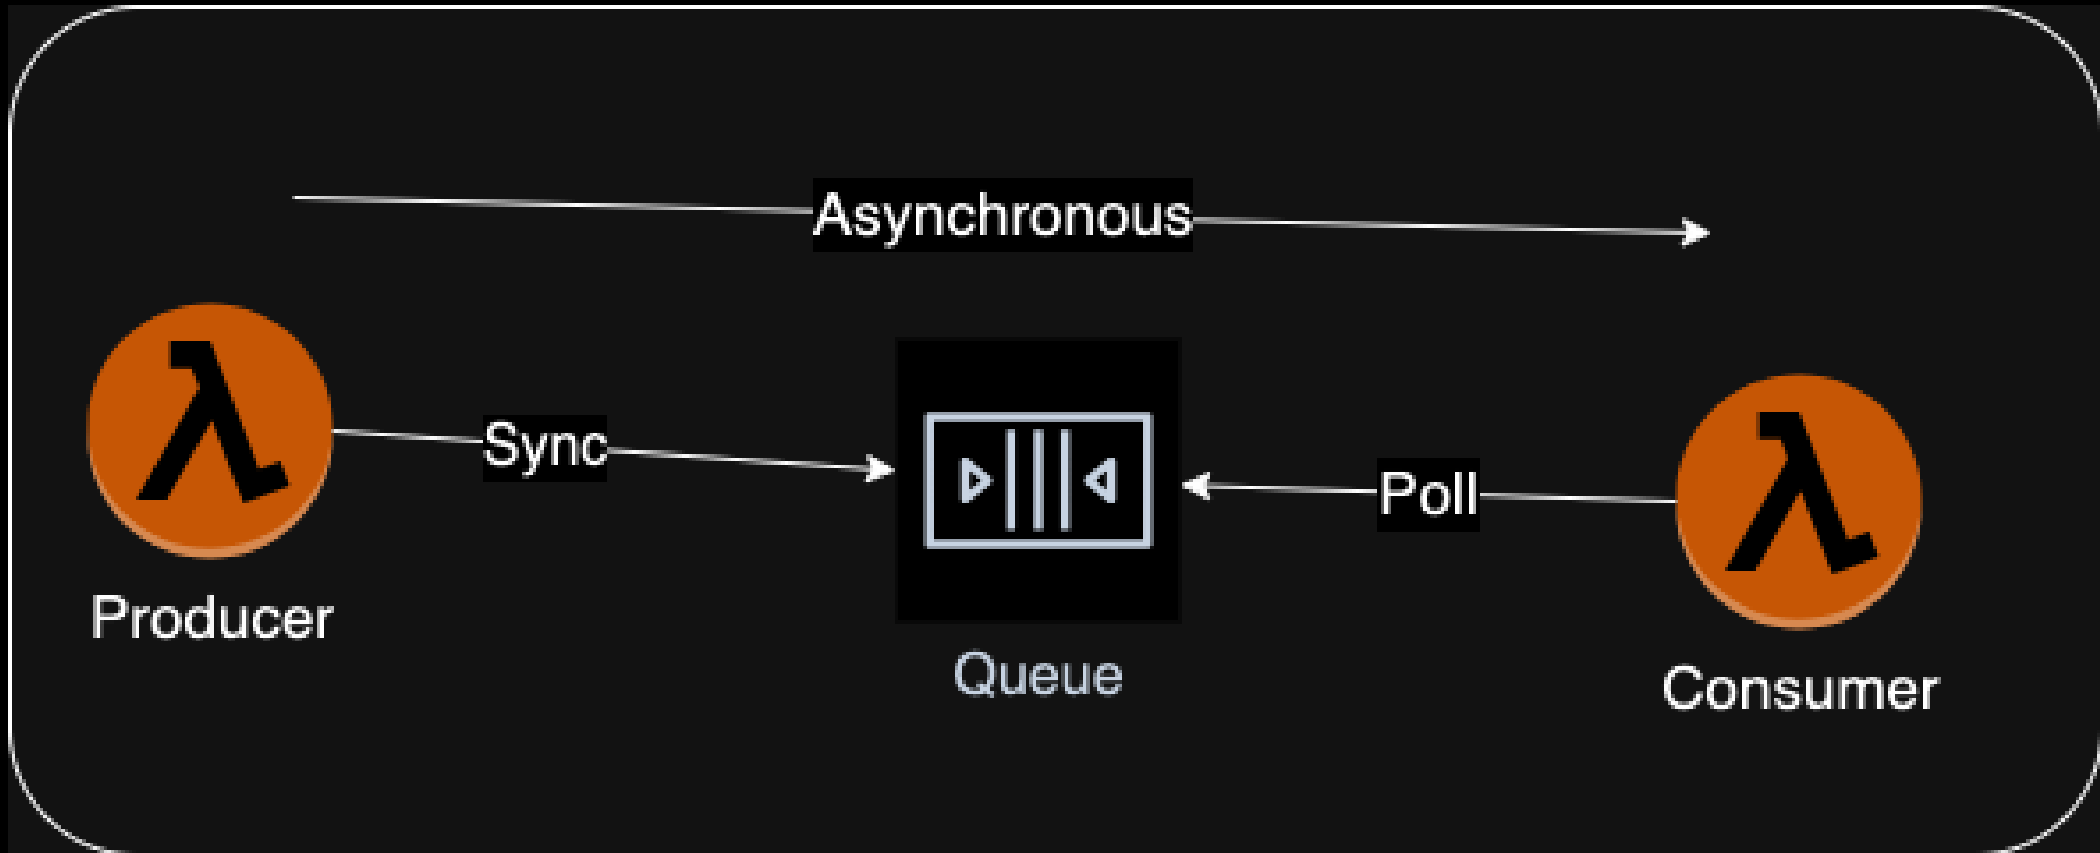 Asynchronous
Sync
Poll
Producer
Queue
Consumer